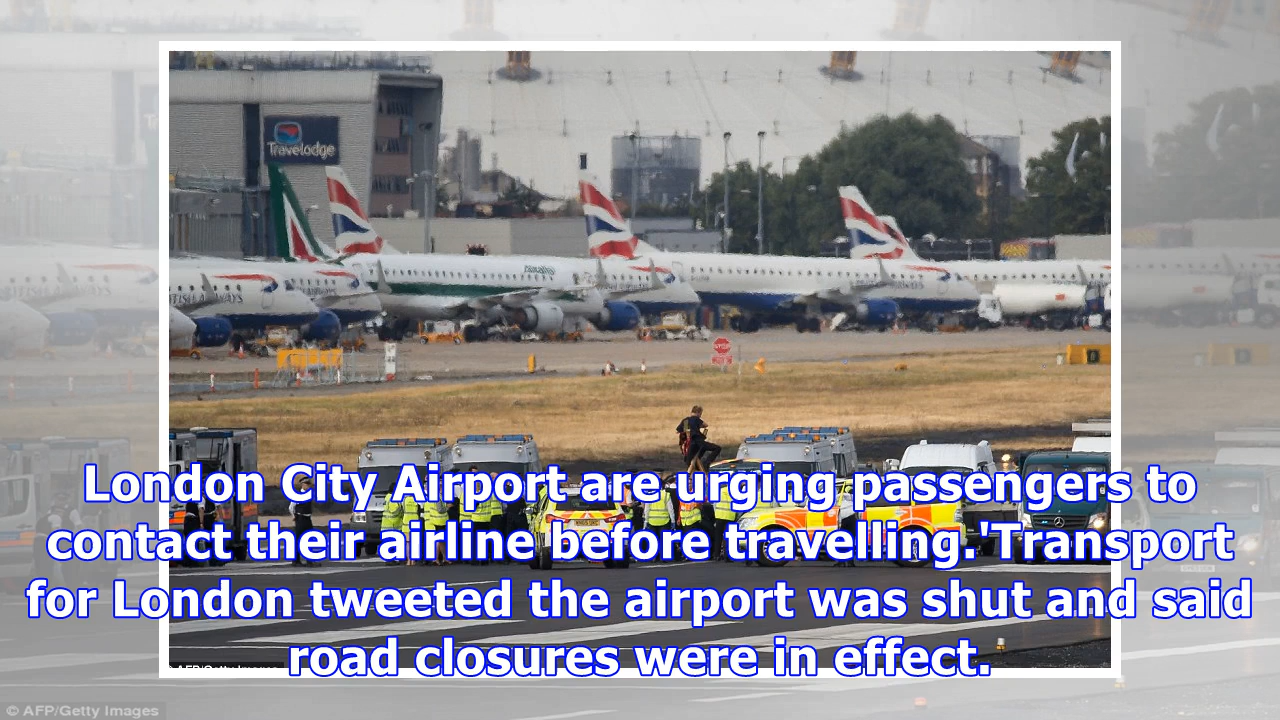 Travelodge
STOP
London City Airport are urging passengers to
contact their airline before travelling.'Transport
for London tweeted the airport was shut and said
road closures were in effect.
© AFP/Getty Images